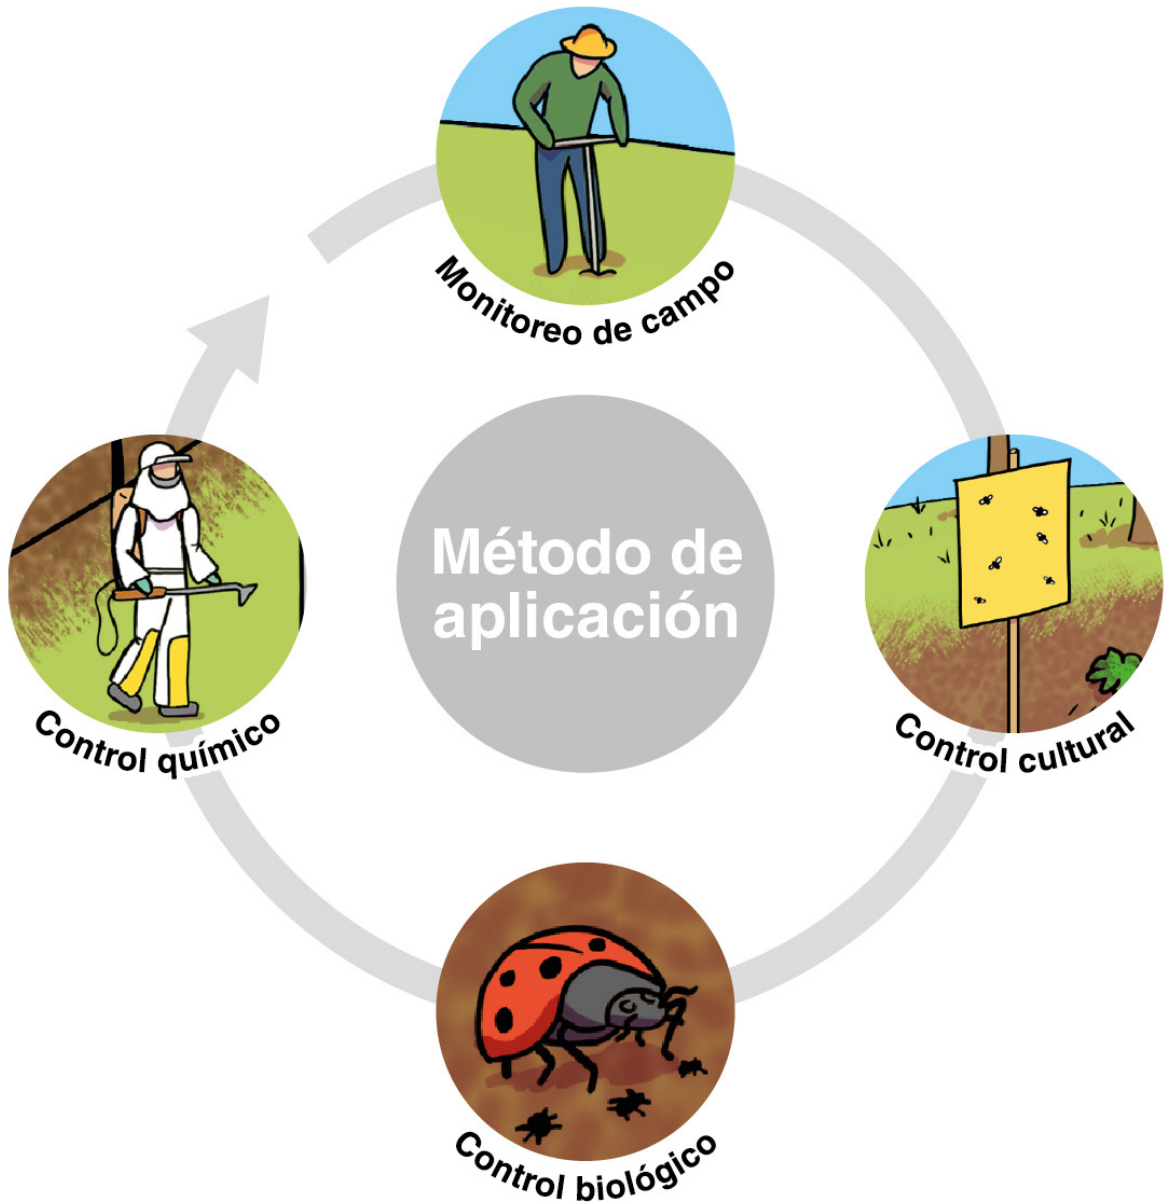 Monitoreo de campo
Método de
aplicación
Control químico
Control cultural
Control biológico